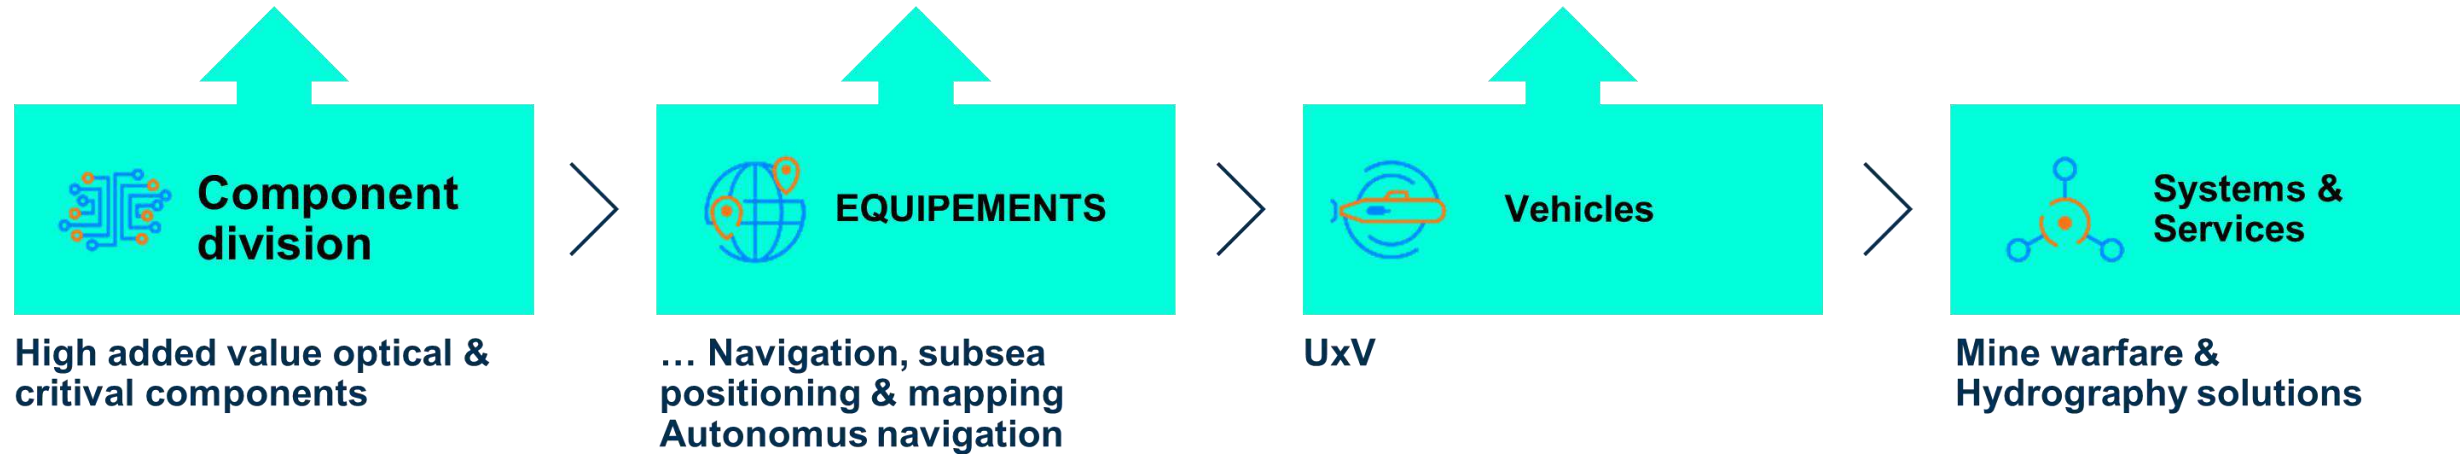 Component
division
High added value optical &
critival components
EQUIPEMENTS
… Navigation, subsea
positioning & mapping
Autonomus navigation
Vehicles
UxV
Systems &
Services
Mine warfare &
Hydrography solutions